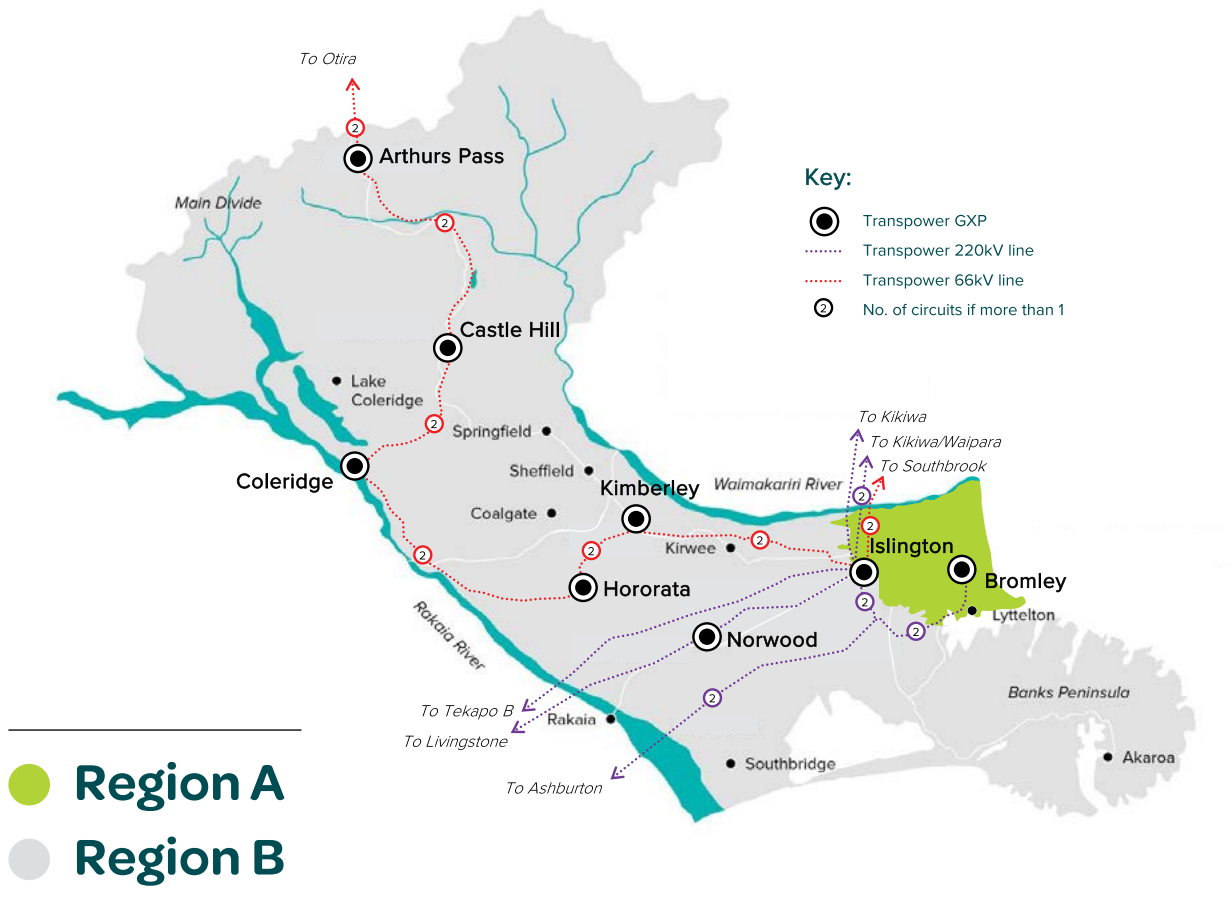 To Otira
2
Arthurs Pass
Key:
Main Divide
2
Transpower GXP
Transpower 220kV line
Transpower 66kV line
2
No. of circuits if more than 1
Castle Hill
Lake
Coleridge
To Kikiwa
2
Springfield
To Kikiwa/Waipara
To Southbrook
Sheffield
Coleridge
Kimberley
Waimakariri River
2
Coalgate
2
Kirwee
2
Islington
2
2
Hororata
Bromley
2
Lyttelton
Rakaia River
2
Norwood
Banks Peninsula
2
To Tekapo B
Rakaia
To Livingstone
Southbridge
Akaroa
To Ashburton
Region A
Region B